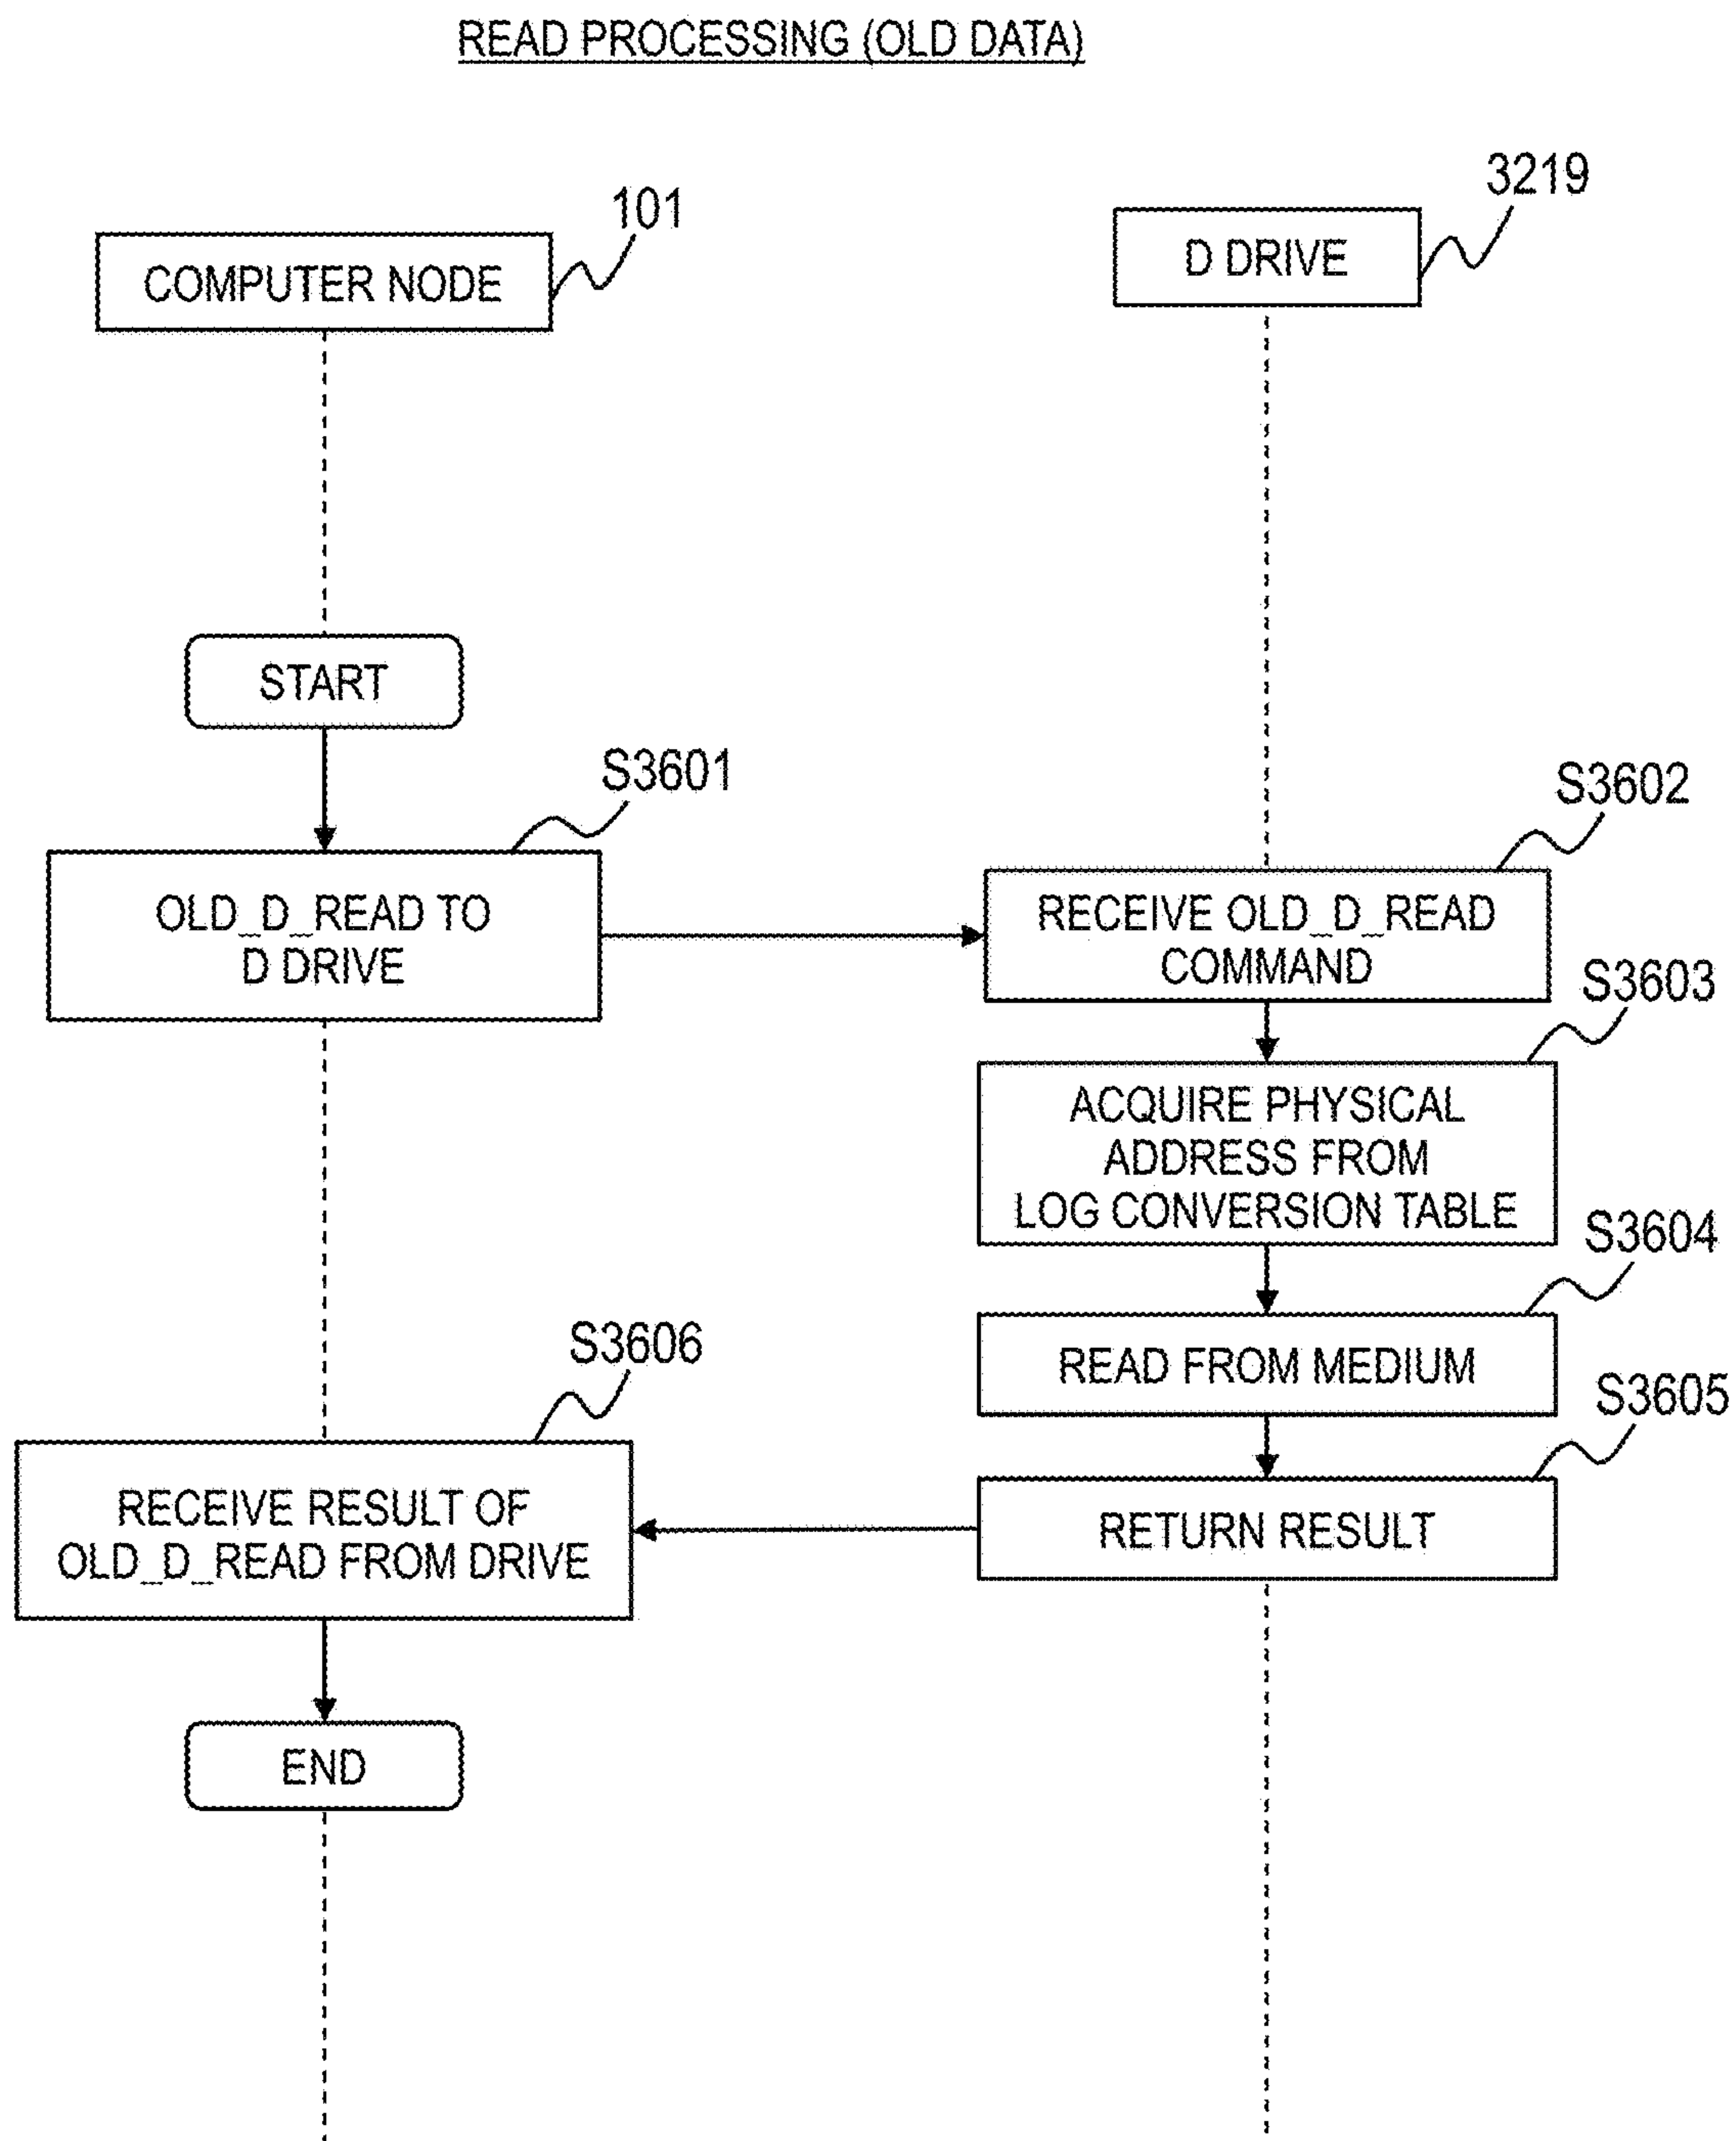 READ PROCESSING (OLD DATA)
101
COMPUTER NODE
3219
D DRIVE
START
S3601
OLD_D_READ TO
D DRIVE
S3602
RECEIVE OLD_D_READ
COMMAND
S3603
ACQUIRE PHYSICAL
ADDRESS FROM
LOG CONVERSION TABLE
S3604
READ FROM MEDIUM
S3605
RETURN RESULT
S3606
RECEIVE RESULT OF
OLD_D_READ FROM DRIVE
END